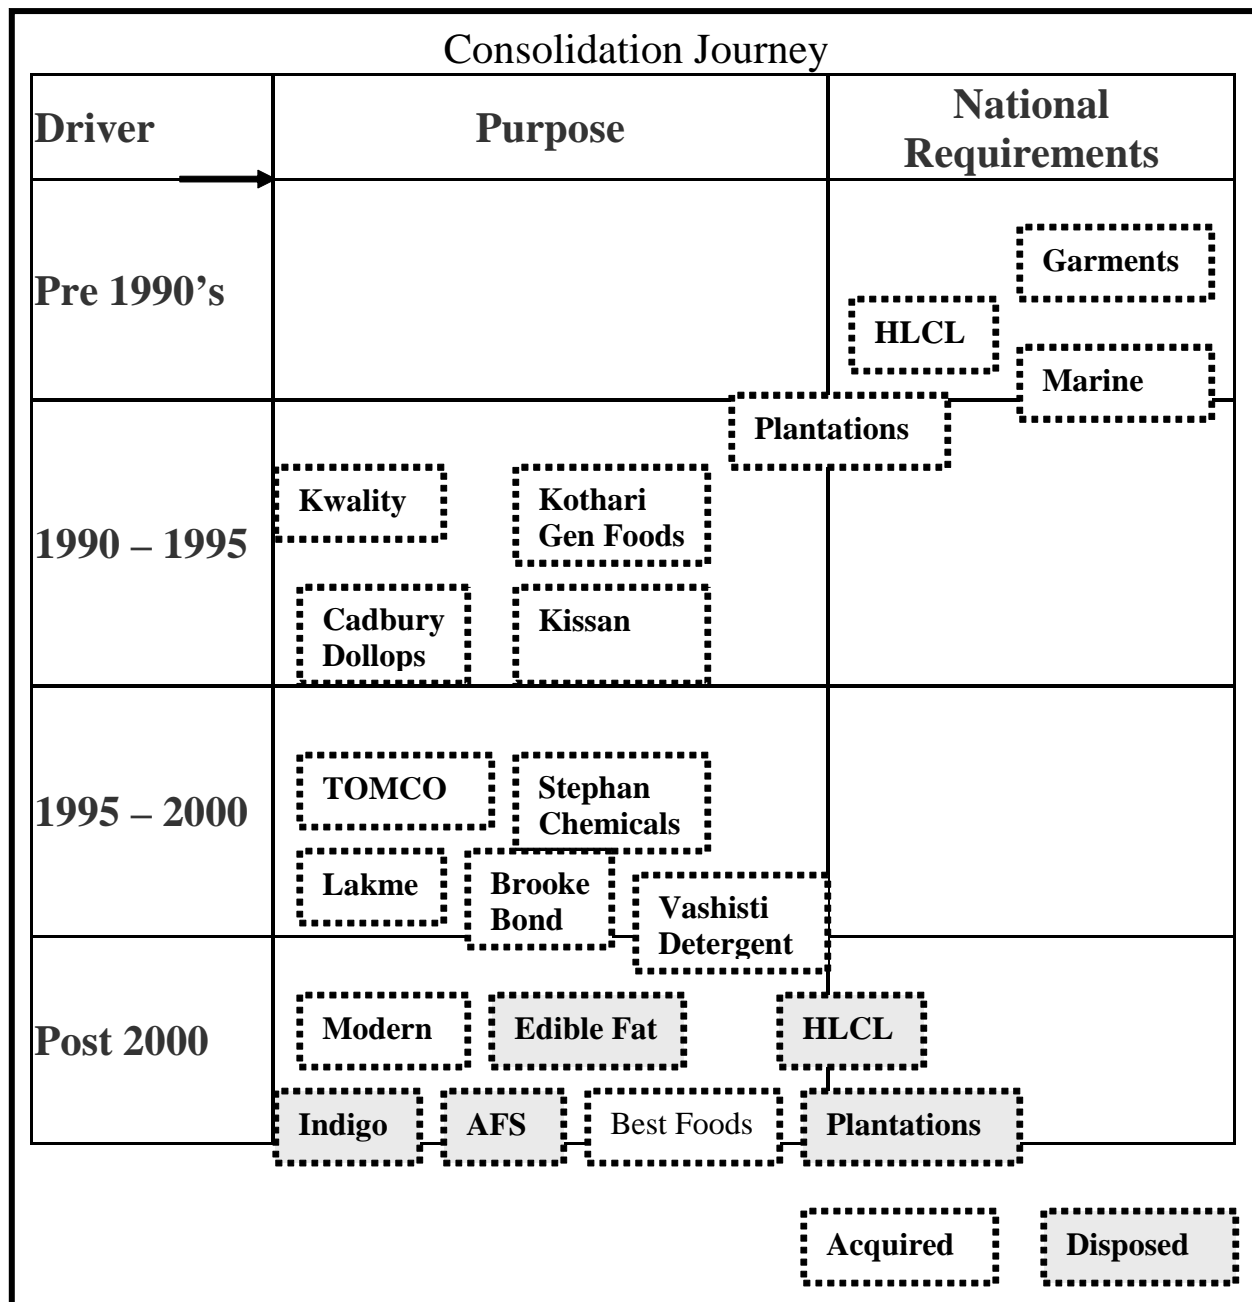 Consolidation Journey
Driver
Purpose
National
Requirements
Pre 1990’s
Garments
HLCL
Marine
Plantations
1990 – 1995
Kwality
Kothari
Gen Foods
Cadbury
Dollops
Kissan
1995 – 2000
TOMCO
Stephan
Chemicals
Lakme
Brooke
Bond
Vashisti
Detergent
Post 2000
Modern
Edible Fat
HLCL
Indigo
AFS
Best Foods
Plantations
Acquired
Disposed